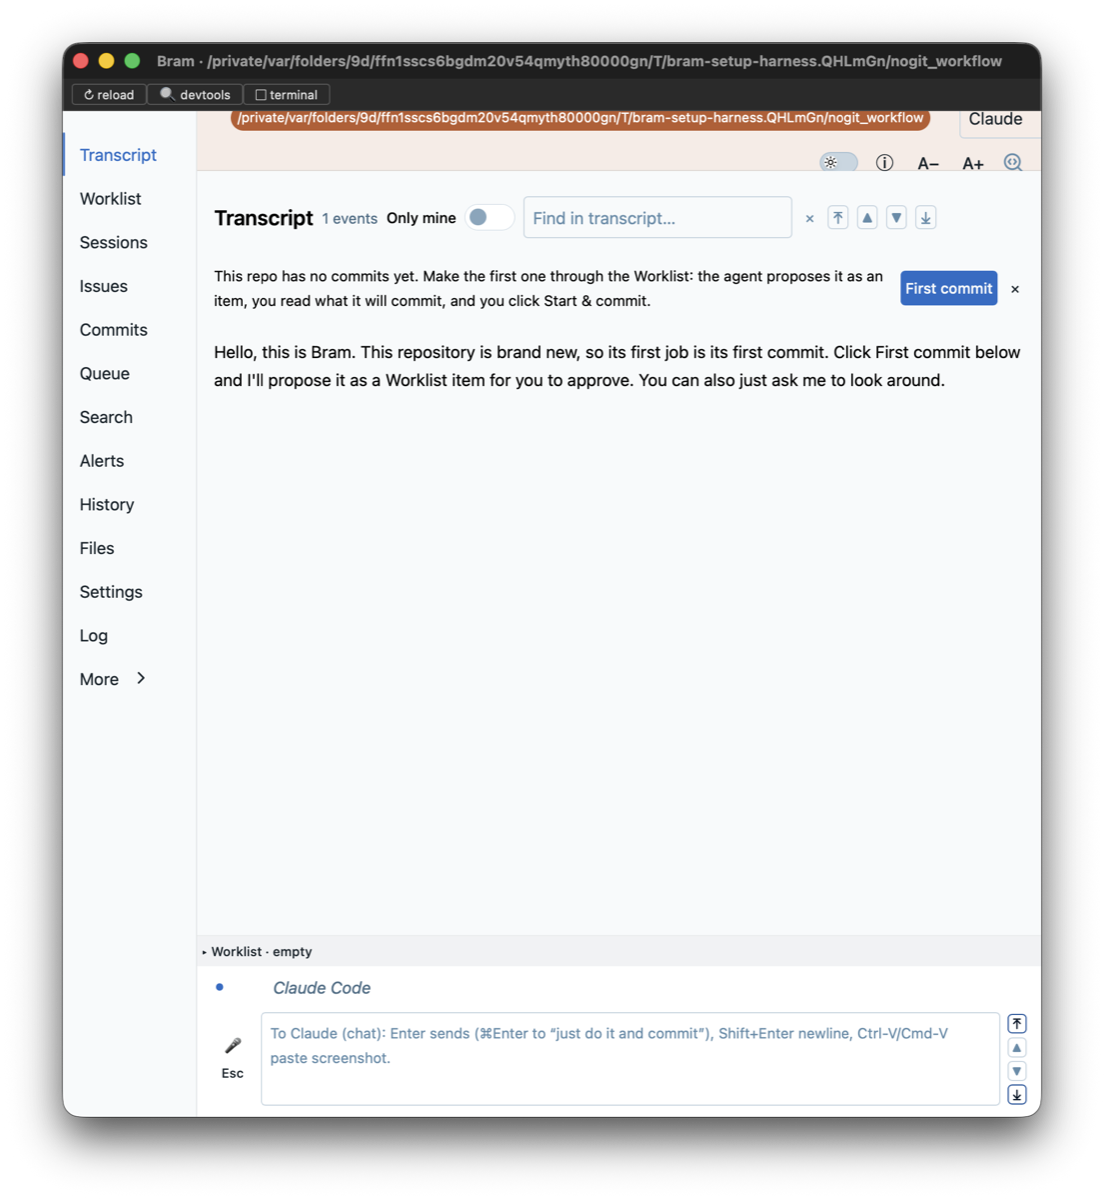 Bram · /private/var/folders/9d/ffn1sscs6bgdm20v54qmyth80000gn/T/bram-setup-harness.QHLmGn/nogit_workflow
reload
devtools
terminal
/private/var/folders/9d/ffn1sscs6bgdm20v54qmyth80000gn/T/bram-setup-harness.QHLmGn/nogit_workflow
Claude
A− A+
Transcript
Worklist
Sessions
Issues
Commits
Queue
Search
Alerts
History
Files
Settings
Log
More
Transcript 1 events Only mine Find in transcript... ×
This repo has no commits yet. Make the first one through the Worklist: the agent proposes it as an
item, you read what it will commit, and you click Start & commit.
First commit ×
Hello, this is Bram. This repository is brand new, so its first job is its first commit. Click First commit below
and I'll propose it as a Worklist item for you to approve. You can also just ask me to look around.
Worklist · empty
Claude Code
To Claude (chat): Enter sends (⌘Enter to “just do it and commit”), Shift+Enter newline, Ctrl-V/Cmd-V
paste screenshot.
Esc